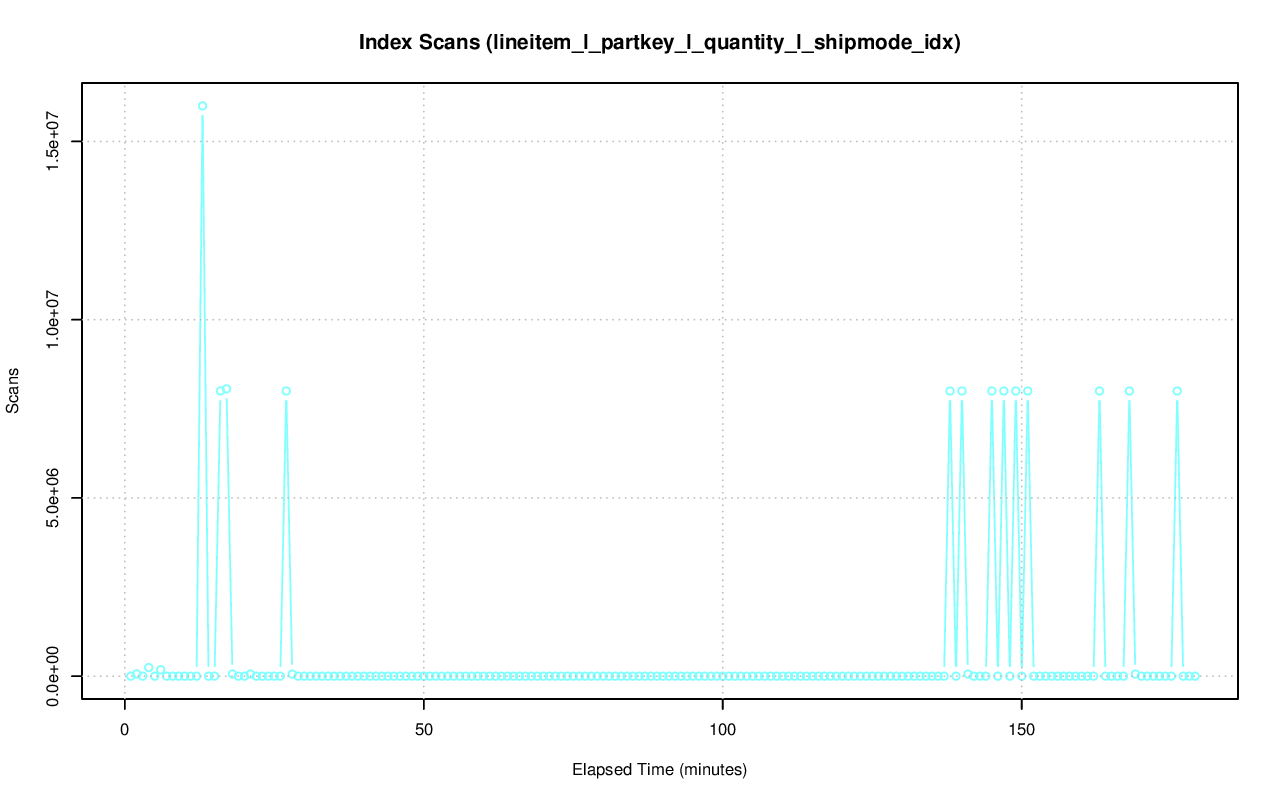 Index Scans (lineitem_l_partkey_l_quantity_l_shipmode_idx)
1.5e+07
1.0e+07
5.0e+06
0.0e+00
Scans
0
50
100
150
Elapsed Time (minutes)